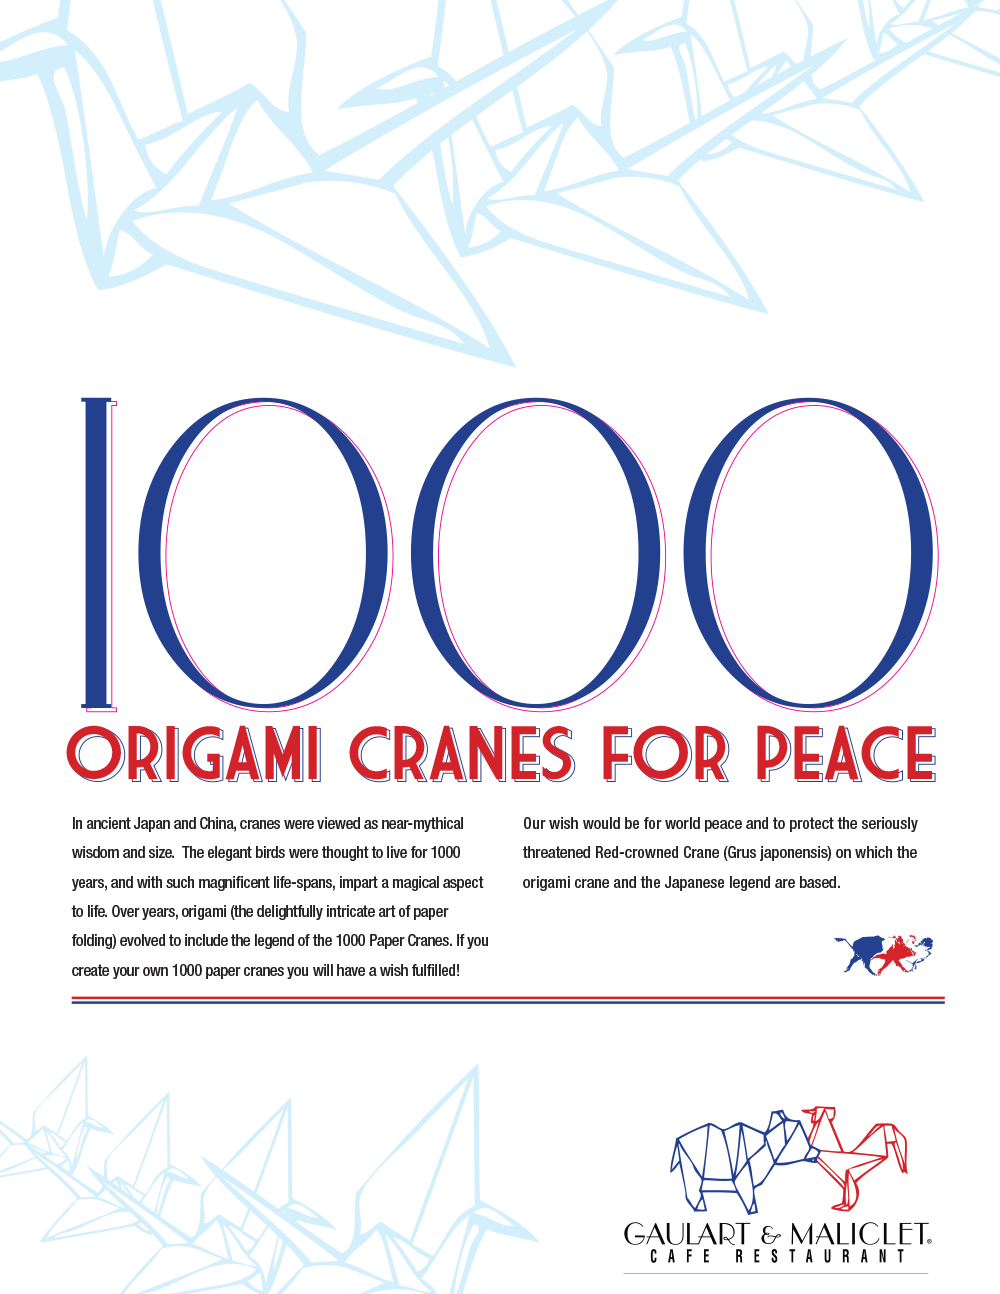 1000
ORIGAMI CRANES FOR PEACE
In ancient Japan and China, cranes were viewed as near-mythical
wisdom and size.  The elegant birds were thought to live for 1000
years, and with such magnificent life-spans, impart a magical aspect
to life. Over years, origami (the delightfully intricate art of paper
folding) evolved to include the legend of the 1000 Paper Cranes. If you
create your own 1000 paper cranes you will have a wish fulfilled!
Our wish would be for world peace and to protect the seriously
threatened Red-crowned Crane (Grus japonensis) on which the
origami crane and the Japanese legend are based.
GAULART & MALICLET®
CAFE RESTAURANT